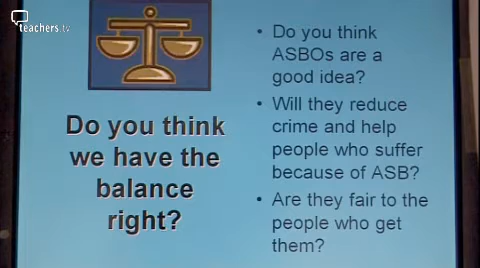 teachers.tv
Do you think
we have the
balance
right?
• Do you think
ASBOs are a
good idea?
• Will they reduce
crime and help
people who suffer
because of ASB?
• Are they fair to the
people who get
them?